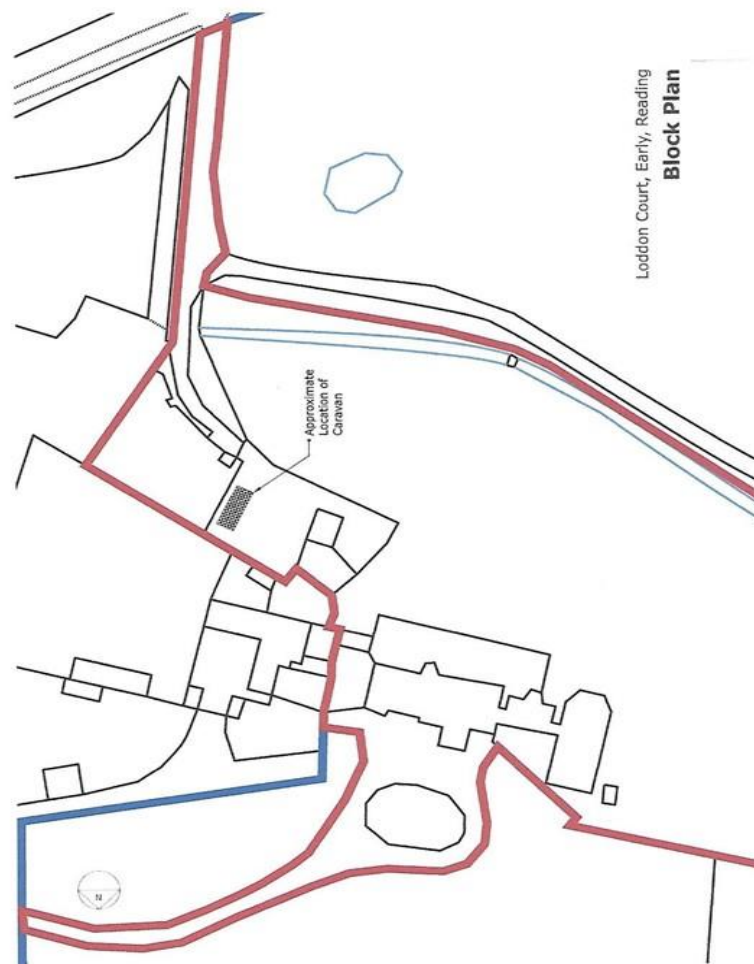 Loddon Court, Early, Reading
Block Plan
Approximate
Location of
Caravan
N